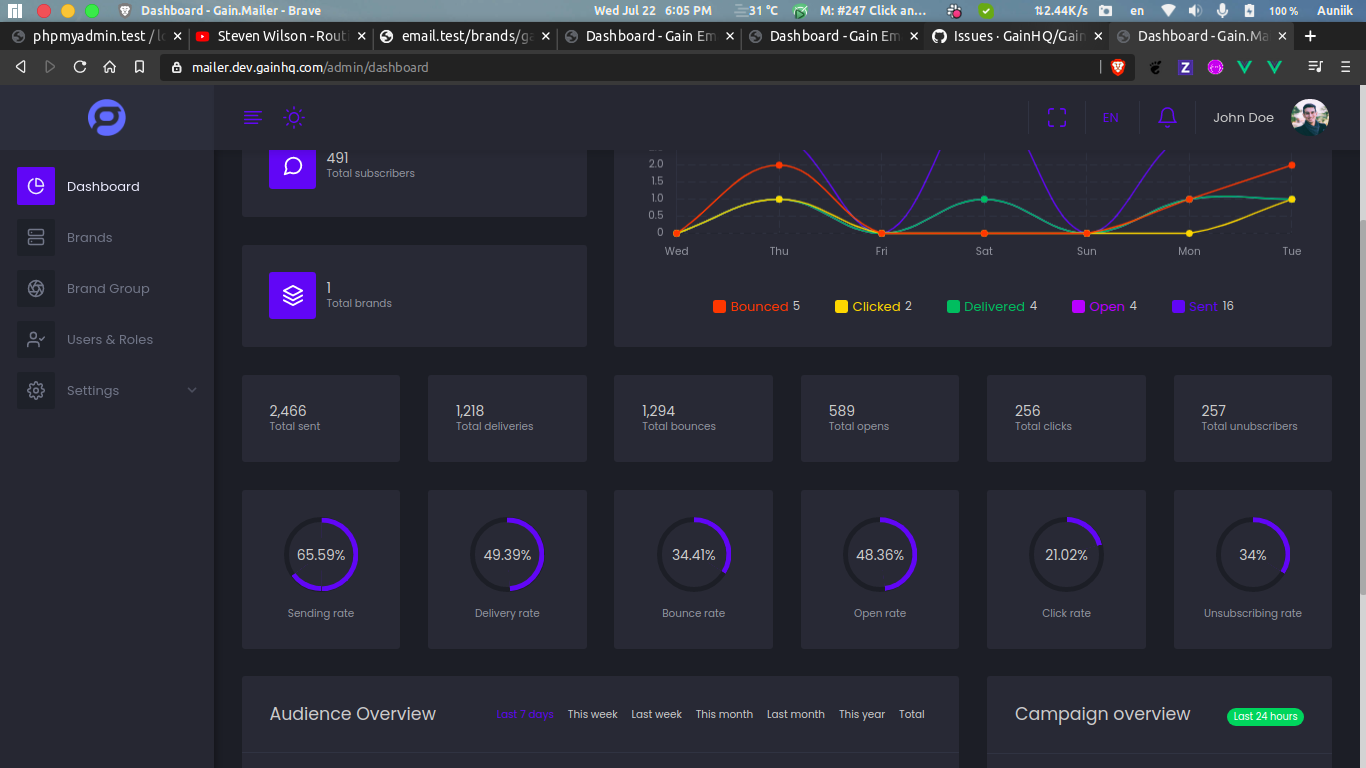 Dashboard - Gain.Mailer - Brave
Wed Jul 22 6:05 PM
31 °C
M: #247 Click an...
2.44K/s
en
100 %
Auniik
phpmyadmin.test / lo
Steven Wilson - Rout
email.test/brands/ga
Dashboard - Gain Em
Dashboard - Gain Em
Issues · GainHQ/Gain
Dashboard - Gain.Ma
mailer.dev.gainhq.com/admin/dashboard
EN
John Doe
Dashboard
Brands
Brand Group
Users & Roles
Settings
491
Total subscribers
1
Total brands
2.0
1.5
1.0
0.5
0
Wed Thu Fri Sat Sun Mon Tue
Bounced 5 Clicked 2 Delivered 4 Open 4 Sent 16
2,466
Total sent
1,218
Total deliveries
1,294
Total bounces
589
Total opens
256
Total clicks
257
Total unubscribers
65.59%
Sending rate
49.39%
Delivery rate
34.41%
Bounce rate
48.36%
Open rate
21.02%
Click rate
34%
Unsubscribing rate
Audience Overview
Last 7 days This week Last week This month Last month This year Total
Campaign overview
Last 24 hours